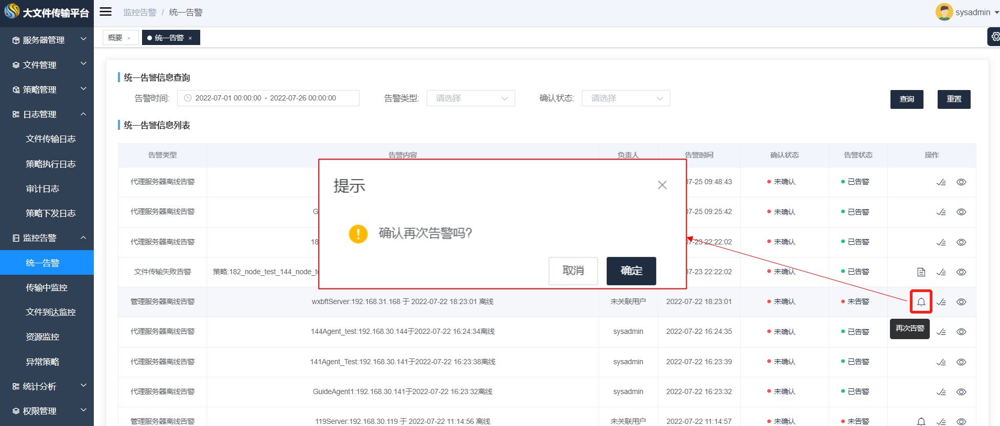 大文件传输平台
监控告警 / 统一告警
sysadmin
概要 ×
统一告警 ×
服务器管理
文件管理
策略管理
日志管理
文件传输日志
策略执行日志
审计日志
策略下发日志
监控告警
统一告警
传输中监控
文件到达监控
资源监控
异常策略
统计分析
权限管理
统一告警信息查询
告警时间: 2022-07-01 00:00:00 - 2022-07-26 00:00:00 告警类型: 请选择 确认状态: 请选择 查询 重置
统一告警信息列表
告警类型 告警内容 负责人 告警时间 确认状态 告警状态 操作
代理服务器离线告警 07-25 09:48:43 未确认 已告警
代理服务器离线告警 G 07-25 09:25:42 未确认 已告警
代理服务器离线告警 18 07-23 22:22:02 未确认 已告警
文件传输失败告警 策略:182_node_test_144_node_te 07-23 22:22:02 未确认 已告警
管理服务器离线告警 wxbftServer:192.168.31.168 于 2022-07-22 18:23:01 离线 未关联用户 2022-07-22 18:23:01 未确认 未告警
代理服务器离线告警 144Agent_test:192.168.30.144于2022-07-22 16:24:34离线 sysadmin 2022-07-22 16:24:35 未确认 已告警
代理服务器离线告警 141Agent_Test:192.168.30.141于2022-07-22 16:23:38离线 sysadmin 2022-07-22 16:23:39 未确认 已告警
代理服务器离线告警 GuideAgent1:192.168.30.141于2022-07-22 16:23:32离线 sysadmin 2022-07-22 16:23:32 未确认 已告警
管理服务器离线告警 119Server:192.168.30.119 于 2022-07-22 11:14:56 离线 未关联用户 2022-07-22 11:14:57 未确认 未告警
再次告警
提示
确认再次告警吗?
取消 确定